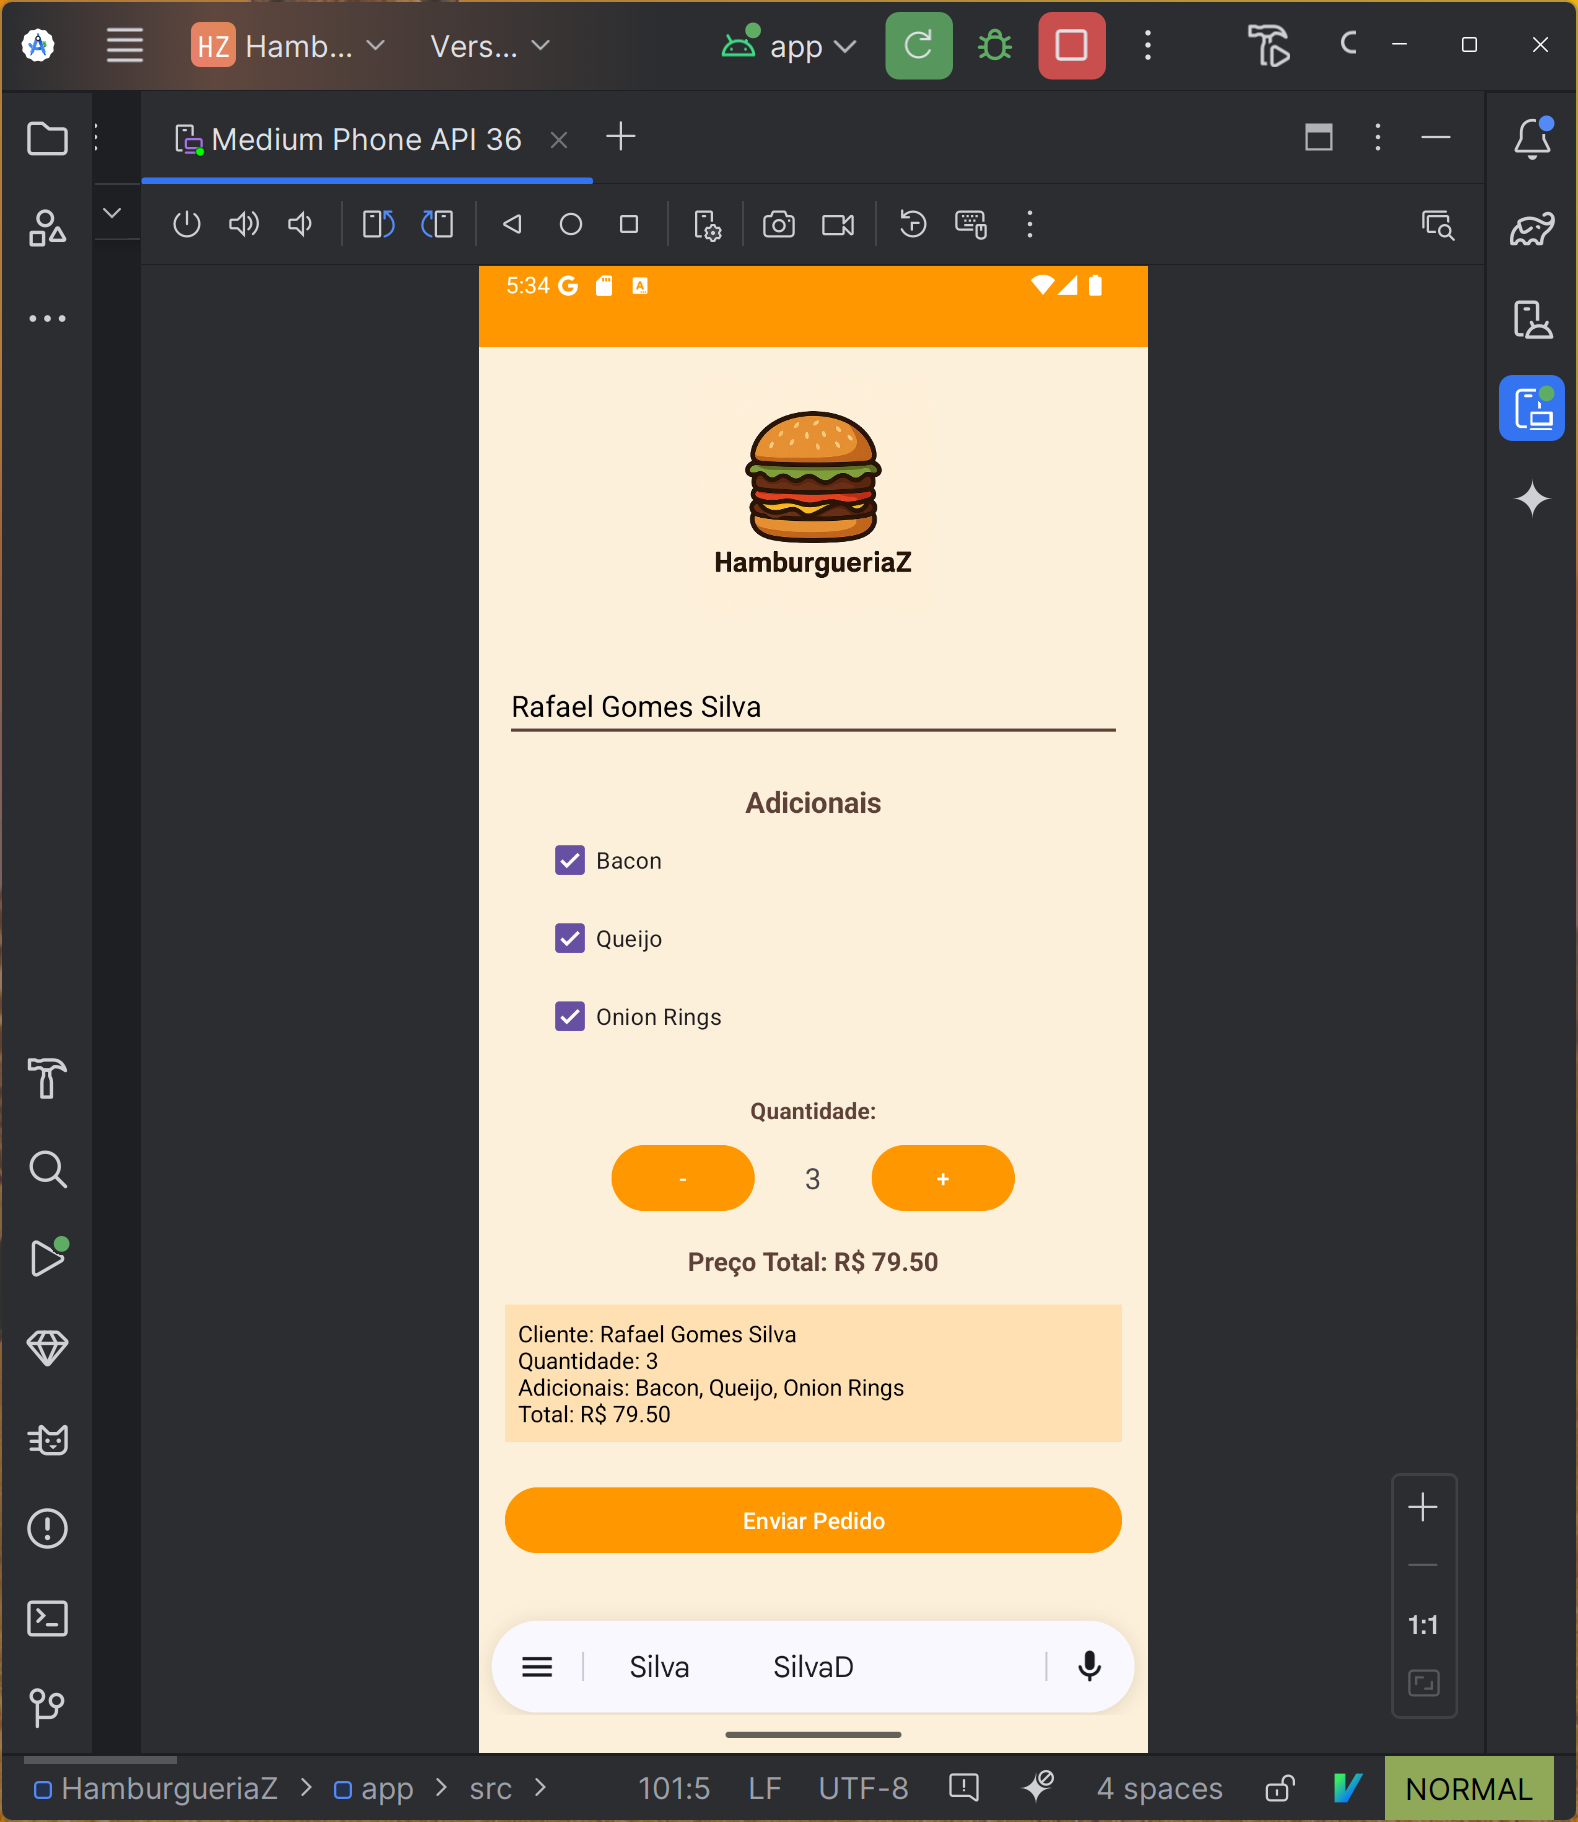 HZ Hamb... Vers... app
Medium Phone API 36
5:34
HamburgueriaZ
Rafael Gomes Silva
Adicionais
Bacon
Queijo
Onion Rings
Quantidade:
- 3 +
Preço Total: R$ 79.50
Cliente: Rafael Gomes Silva
Quantidade: 3
Adicionais: Bacon, Queijo, Onion Rings
Total: R$ 79.50
Enviar Pedido
1:1
Silva SilvaD
HamburgueriaZ > app > src > 101:5 LF UTF-8 4 spaces NORMAL